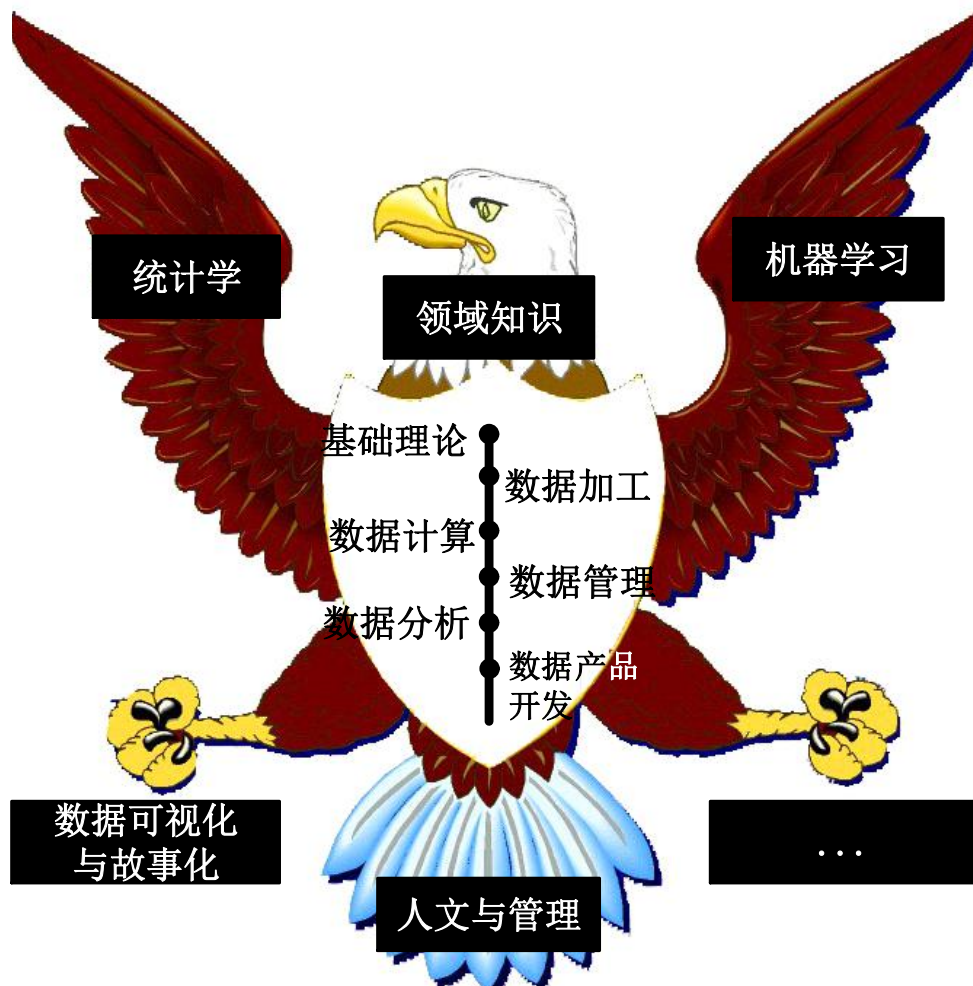 统计学
机器学习
领域知识
基础理论
数据加工
数据计算
数据管理
数据分析
数据产品
开发
数据可视化
与故事化
...
人文与管理